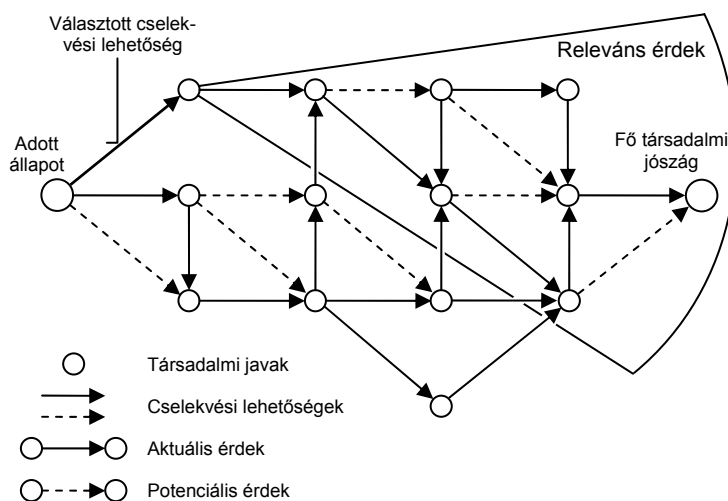 Választott cselek-
vési lehetőség
Releváns érdek
Adott
állapot
Fő társadalmi
jószág
Társadalmi javak
Cselekvési lehetőségek
Aktuális érdek
Potenciális érdek